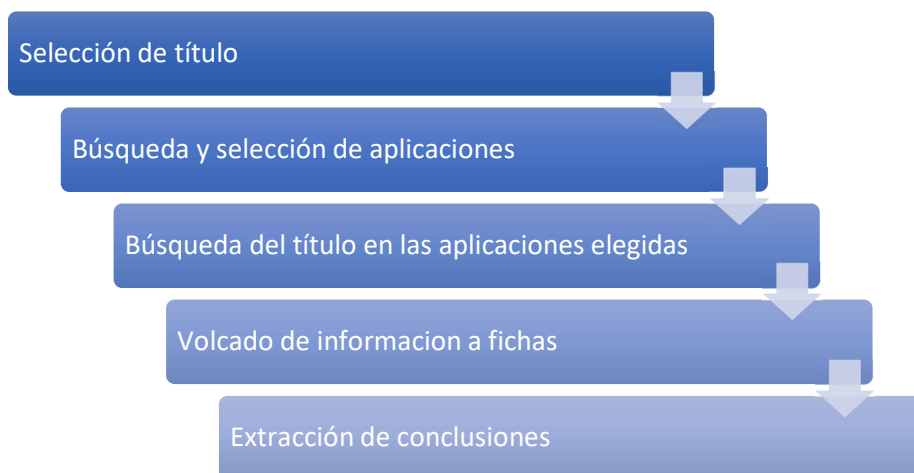 Selección de título
Búsqueda y selección de aplicaciones
Búsqueda del título en las aplicaciones elegidas
Volcado de informacion a fichas
Extracción de conclusiones